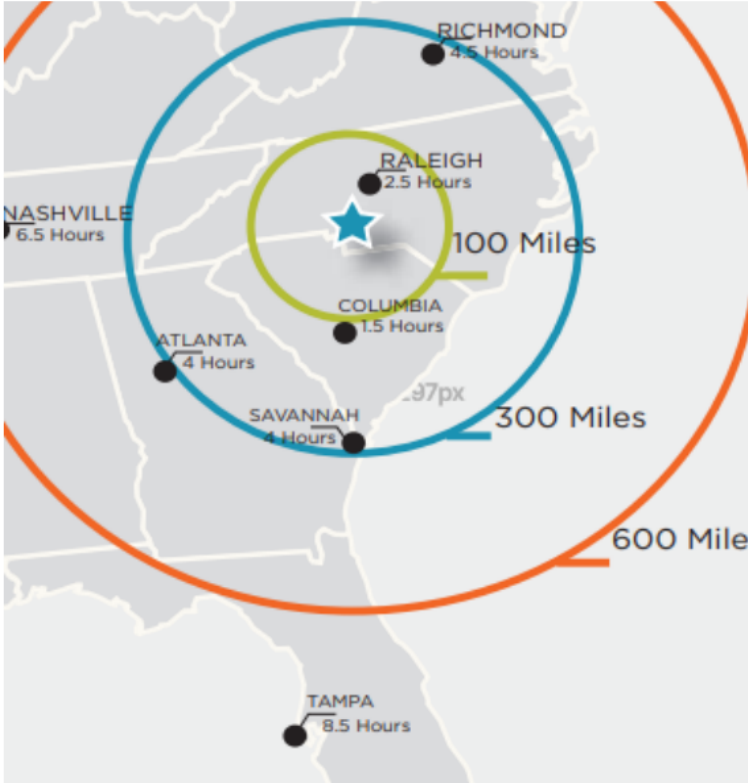 RICHMOND
4.5 Hours
RALEIGH
2.5 Hours
NASHVILLE
6.5 Hours
100 Miles
COLUMBIA
1.5 Hours
ATLANTA
4 Hours
297px
SAVANNAH
4 Hours
300 Miles
600 Mile
TAMPA
8.5 Hours